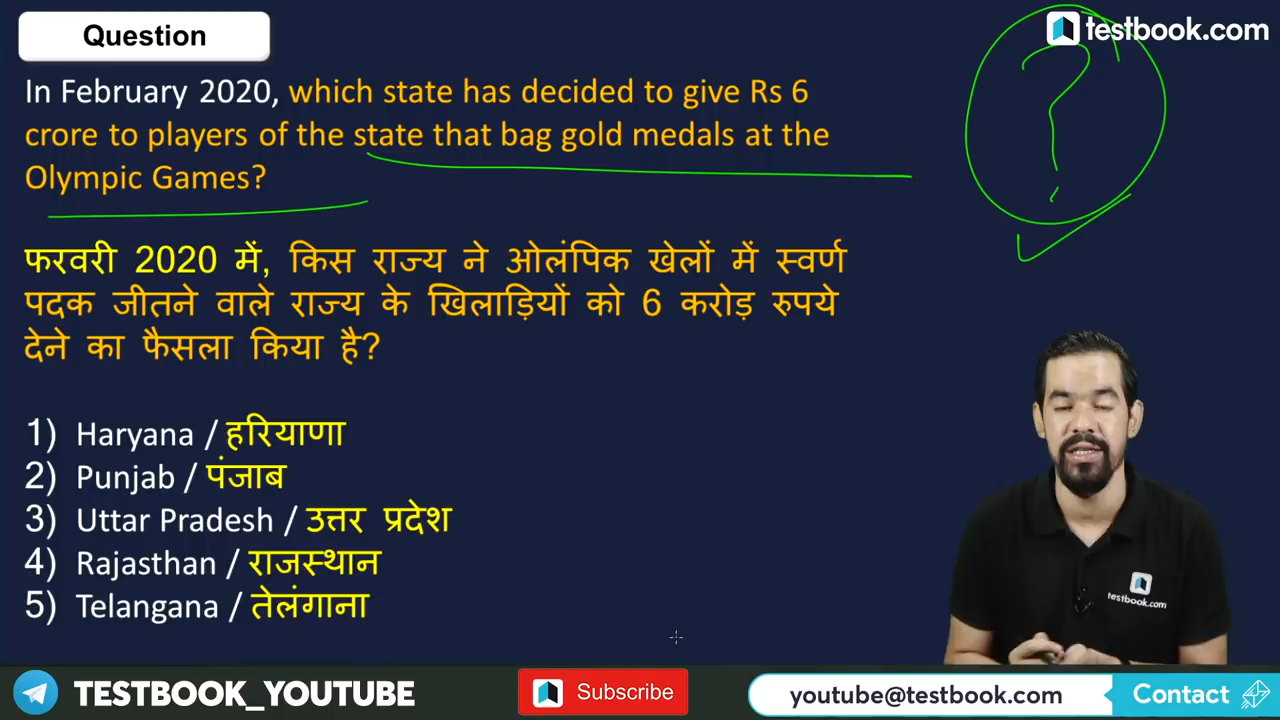 Question
testbook.com
In February 2020, which state has decided to give Rs 6
crore to players of the state that bag gold medals at the
Olympic Games?
?
फरवरी 2020 में, किस राज्य ने ओलंपिक खेलों में स्वर्ण
पदक जीतने वाले राज्य के खिलाड़ियों को 6 करोड़ रुपये
देने का फैसला किया है?
1) Haryana / हरियाणा
2) Punjab / पंजाब
3) Uttar Pradesh / उत्तर प्रदेश
4) Rajasthan / राजस्थान
5) Telangana / तेलंगाना
testbook.com
TESTBOOK_YOUTUBE
Subscribe
youtube@testbook.com
Contact